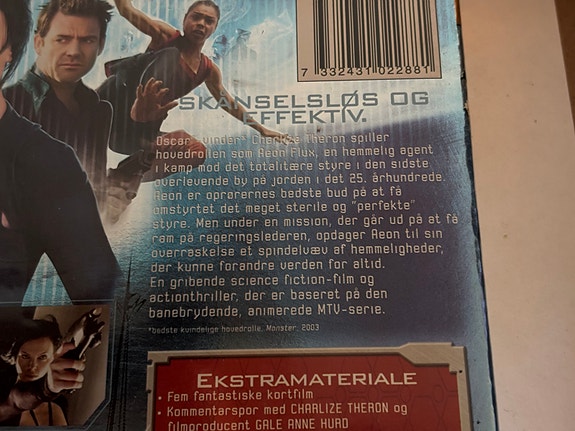 7 332431 022881
SKÅNSELSLØS OG
EFFEKTIV.
Oscar®-vinder* Charlize Theron spiller
hovedrollen som Aeon Flux, en hemmelig agent
i kamp mod det totalitære styre i den sidste
overlevende by på jorden i det 25. århundrede.
Aeon er oprørernes bedste bud på at få
omstyrtet det meget sterile og "perfekte"
styre. Men under en mission, der går ud på at få
ram på regeringslederen, opdager Aeon til sin
overraskelse et spindelvæv af hemmeligheder,
der kunne forandre verden for altid.
En gribende science fiction-film og
actionthriller, der er baseret på den
banebrydende, animerede MTV-serie.
*bedste kvindelige hovedrolle, Monster, 2003
EKSTRAMATERIALE
• Fem fantastiske kortfilm
• Kommentarspor med CHARLIZE THERON og
filmproducent GALE ANNE HURD